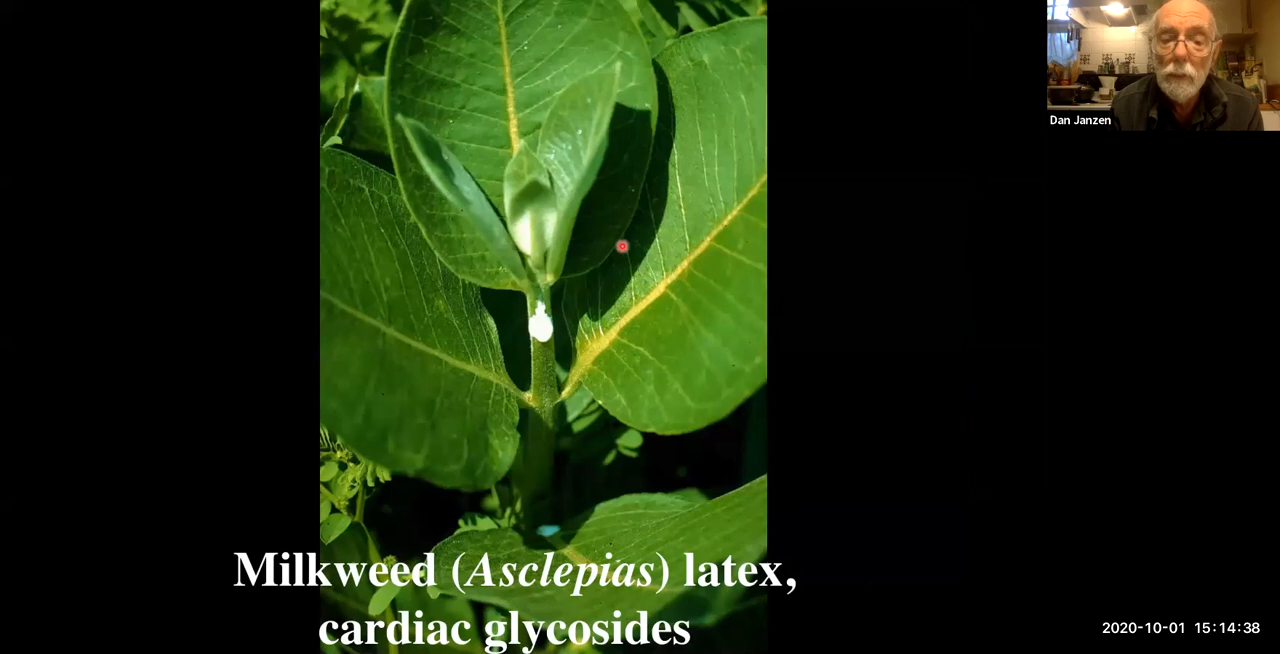 Dan Janzen
Milkweed (Asclepias) latex,
cardiac glycosides
2020-10-01 15:14:38